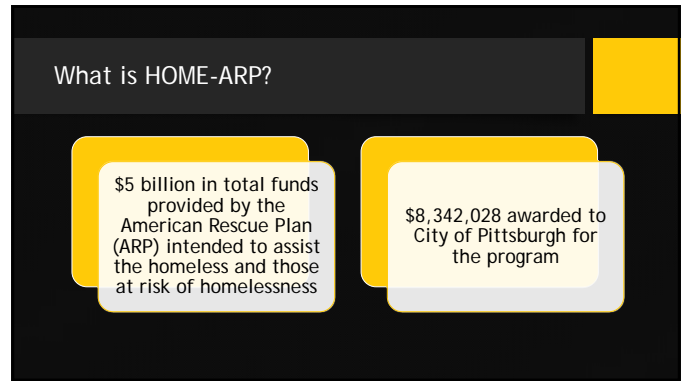 What is HOME-ARP?
$5 billion in total funds
provided by the
American Rescue Plan
(ARP) intended to assist
the homeless and those
at risk of homelessness
$8,342,028 awarded to
City of Pittsburgh for
the program